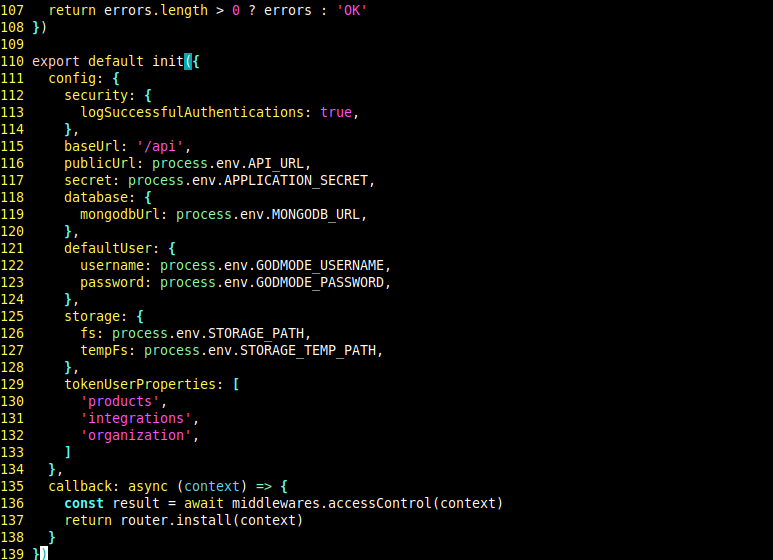 107   return errors.length > 0 ? errors : 'OK'
108 })
109
110 export default init({
111   config: {
112     security: {
113       logSuccessfulAuthentications: true,
114     },
115     baseUrl: '/api',
116     publicUrl: process.env.API_URL,
117     secret: process.env.APPLICATION_SECRET,
118     database: {
119       mongodbUrl: process.env.MONGODB_URL,
120     },
121     defaultUser: {
122       username: process.env.GODMODE_USERNAME,
123       password: process.env.GODMODE_PASSWORD,
124     },
125     storage: {
126       fs: process.env.STORAGE_PATH,
127       tempFs: process.env.STORAGE_TEMP_PATH,
128     },
129     tokenUserProperties: [
130       'products',
131       'integrations',
132       'organization',
133     ]
134   },
135   callback: async (context) => {
136     const result = await middlewares.accessControl(context)
137     return router.install(context)
138   }
139 })